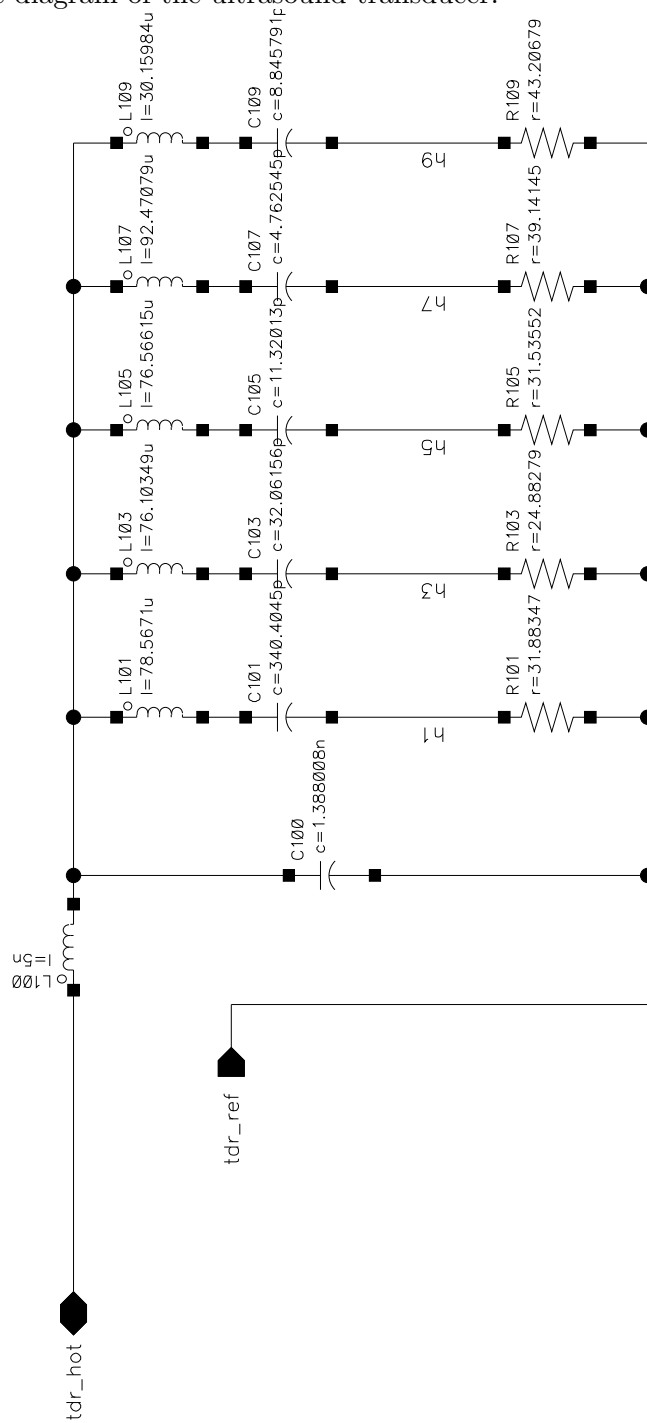 diagram of the ultrasound transducer.
L109
l=30.15984u
C109
c=8.845791p
h9
R109
r=43.20679
L107
l=92.47079u
C107
c=4.762545p
h7
R107
r=39.14145
L105
l=76.56615u
C105
c=11.32013p
h5
R105
r=31.53552
L103
l=76.10349u
C103
c=32.06156p
h3
R103
r=24.88279
L101
l=78.5671u
C101
c=340.4045p
h1
R101
r=31.88347
C100
c=1.388008n
L100
l=5n
tdr_ref
tdr_hot